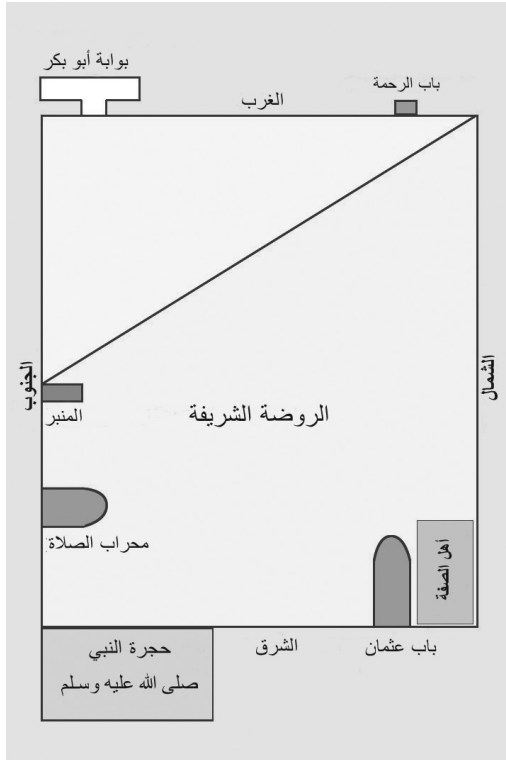 بوابة أبو بكر
باب الرحمة
الغرب
الجنوب
الشمال
المنبر
الروضة الشريفة
محراب الصلاة
أهل الصفة
حجرة النبي
صلى الله عليه وسلم
الشرق
باب عثمان